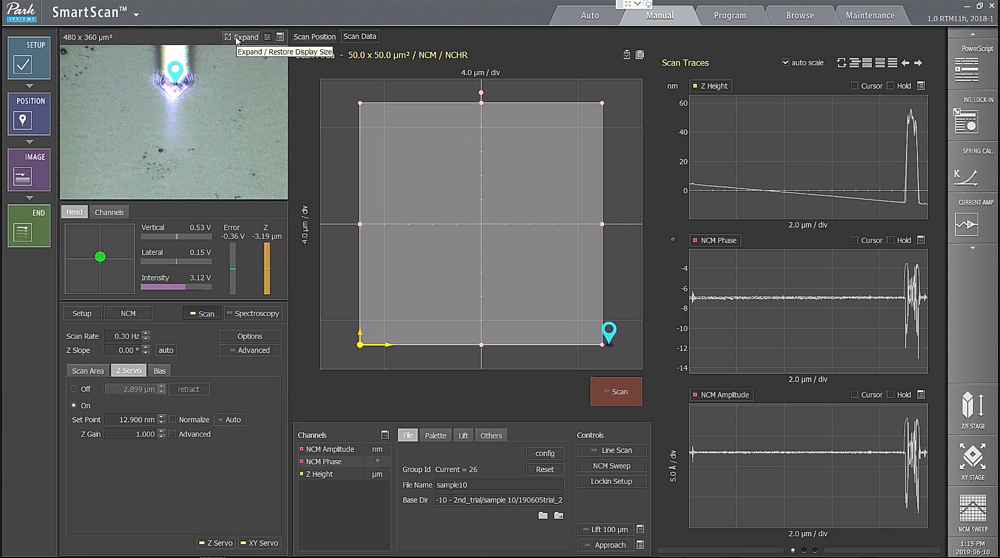 Park
SYSTEMS
SmartScan™
Auto
Manual
Program
Browse
Maintenance
1.0 RTM11h, 2018-1
SETUP
POSITION
IMAGE
END
480 x 360 µm²
Expand
Expand / Restore Display Size
Scan Position
Scan Data
- 50.0 x 50.0 µm² / NCM / NCHR
4.0 µm / div
4.0 µm / div
Head
Channels
Vertical 0.53 V
Lateral 0.15 V
Intensity 3.12 V
Error
-0.36 V
Z
-3.19 µm
Setup
NCM
Scan
Spectroscopy
Scan Rate 0.30 Hz
Options
Z Slope 0.00 ° auto
Advanced
Scan Area
Z Servo
Bias
Off 2.899 µm retract
On
Set Point 12.900 nm Normalize Auto
Z Gain 1.000 Advanced
Z Servo
XY Servo
Scan
Channels
NCM Amplitude nm
NCM Phase °
Z Height µm
File
Palette
Lift
Others
config
Group Id Current = 26 Reset
File Name sample10
Base Dir -10 - 2nd_trial/sample 10/190605trial_2
Controls
Line Scan
NCM Sweep
Lockin Setup
Lift 100 µm
Approach
Scan Traces
auto scale
nm
Z Height
Cursor
Hold
60
40
20
0
2.0 µm / div
°
NCM Phase
Cursor
Hold
-4
-6
-8
-10
-12
-14
2.0 µm / div
NCM Amplitude
Cursor
Hold
5.0 Å / div
2.0 µm / div
PowerScript
INT. LOCK-IN
SPRING CAL.
K
CURRENT AMP
Z/F STAGE
XY STAGE
NCM SWEEP
1:15 PM
2019-06-10